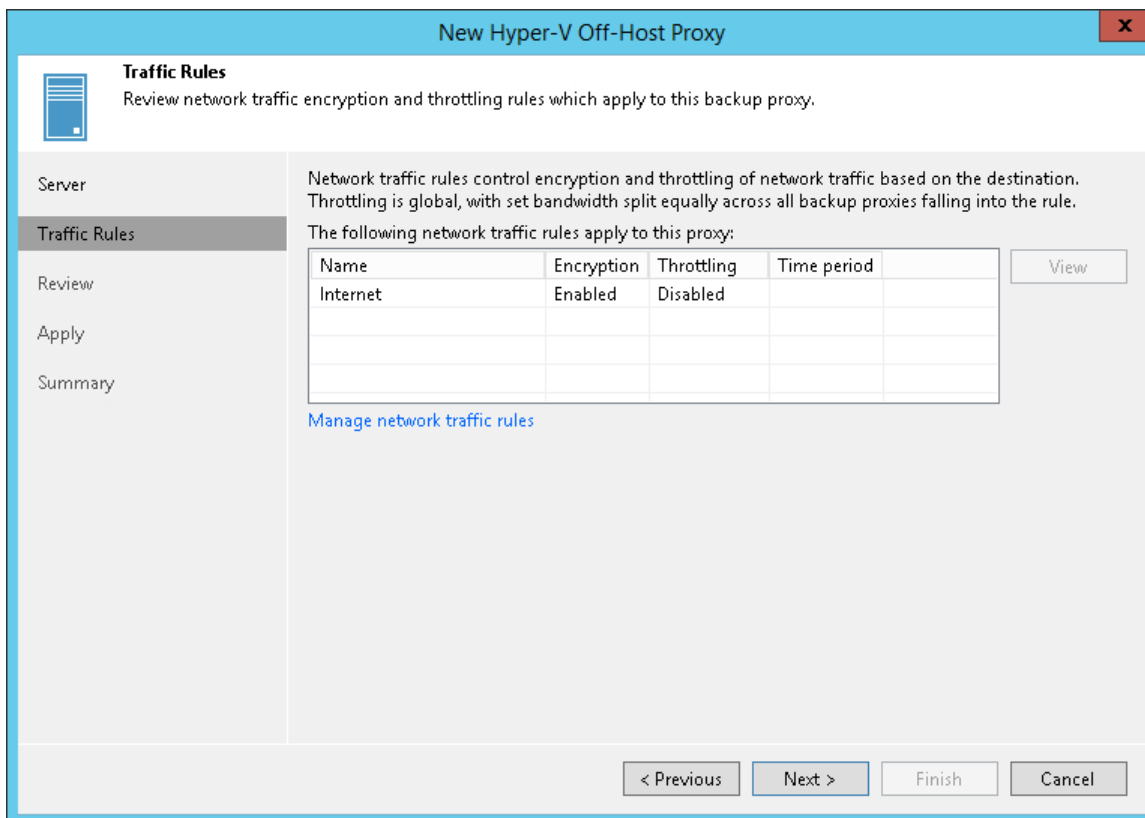 New Hyper-V Off-Host Proxy
x
Traffic Rules
Review network traffic encryption and throttling rules which apply to this backup proxy.
Server
Traffic Rules
Review
Apply
Summary
Network traffic rules control encryption and throttling of network traffic based on the destination.
Throttling is global, with set bandwidth split equally across all backup proxies falling into the rule.
The following network traffic rules apply to this proxy:
Name Encryption Throttling Time period
Internet Enabled Disabled
View
Manage network traffic rules
< Previous Next > Finish Cancel